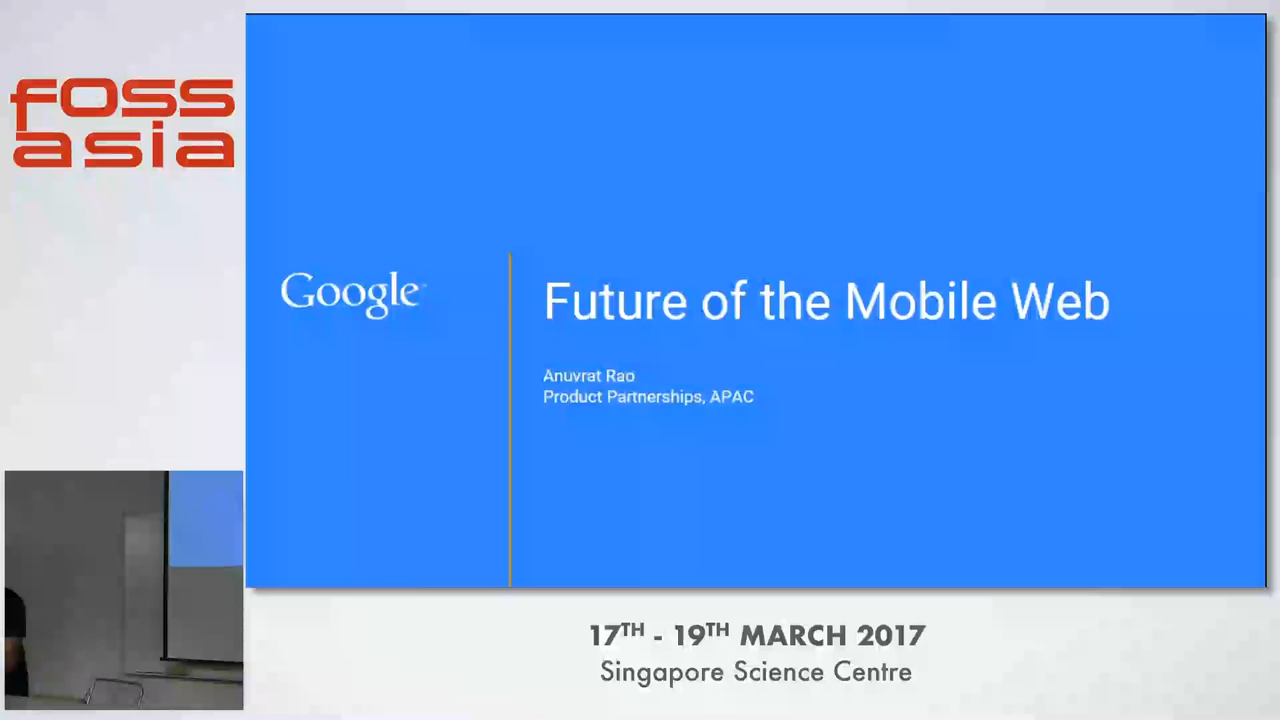 foss
asia
Google
Future of the Mobile Web
Anuvrat Rao
Product Partnerships, APAC
17TH - 19TH MARCH 2017
Singapore Science Centre